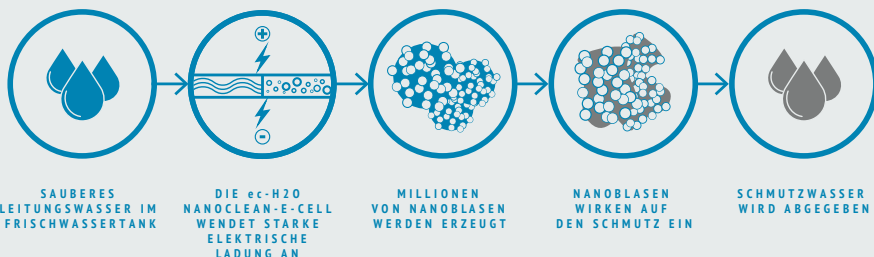 SAUBERES
LEITUNGSWASSER IM
FRISCHWASSERTANK
DIE ec-H2O
NANOCLEAN-E-CELL
WENDET STARKE
ELEKTRISCHE
LADUNG AN
MILLIONEN
VON NANOBLASEN
WERDEN ERZEUGT
NANOBLASEN
WIRKEN AUF
DEN SCHMUTZ EIN
SCHMUTZWASSER
WIRD ABGEGEBEN